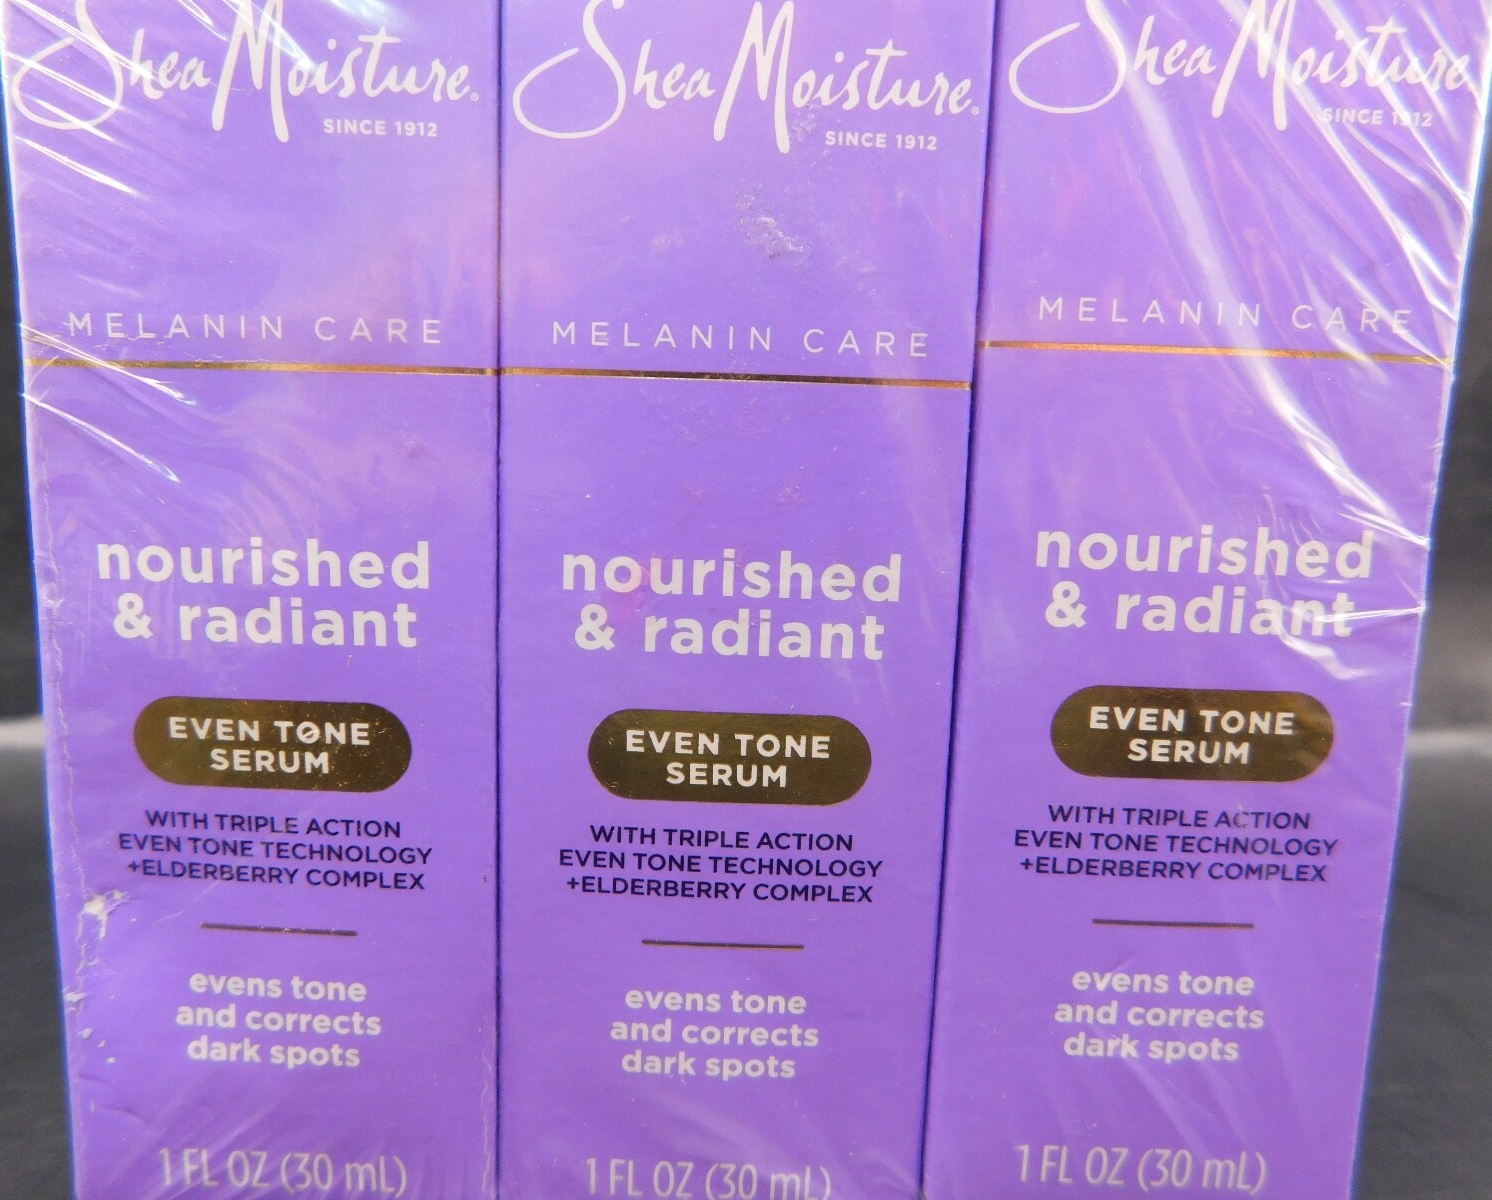 SheaMoisture®
SINCE 1912
MELANIN CARE
nourished
& radiant
EVEN TONE
SERUM
WITH TRIPLE ACTION
EVEN TONE TECHNOLOGY
+ELDERBERRY COMPLEX
evens tone
and corrects
dark spots
1 FL OZ (30 mL)
SheaMoisture®
SINCE 1912
MELANIN CARE
nourished
& radiant
EVEN TONE
SERUM
WITH TRIPLE ACTION
EVEN TONE TECHNOLOGY
+ELDERBERRY COMPLEX
evens tone
and corrects
dark spots
1 FL OZ (30 mL)
SheaMoisture
SINCE 1912
MELANIN CARE
nourished
& radiant
EVEN TONE
SERUM
WITH TRIPLE ACTION
EVEN TONE TECHNOLOGY
+ELDERBERRY COMPLEX
evens tone
and corrects
dark spots
1 FL OZ (30 mL)